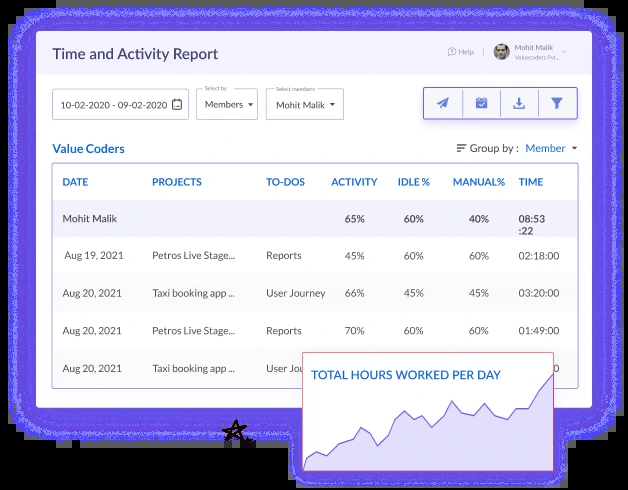 Time and Activity Report
Help
Mohit Malik
Valuecoders Pvt..
Select by
Select members
10-02-2020 - 09-02-2020
Members
Mohit Malik
Value Coders
Group by : Member
DATE PROJECTS TO-DOS ACTIVITY IDLE % MANUAL% TIME
Mohit Malik 65% 60% 40% 08:53
:22
Aug 19, 2021 Petros Live Stage... Reports 45% 60% 60% 02:18:00
Aug 20, 2021 Taxi booking app ... User Journey 66% 45% 45% 03:20:00
Aug 20, 2021 Petros Live Stage... Reports 70% 60% 60% 01:49:00
Aug 20, 2021 Taxi booking app ... User Jou 0
TOTAL HOURS WORKED PER DAY